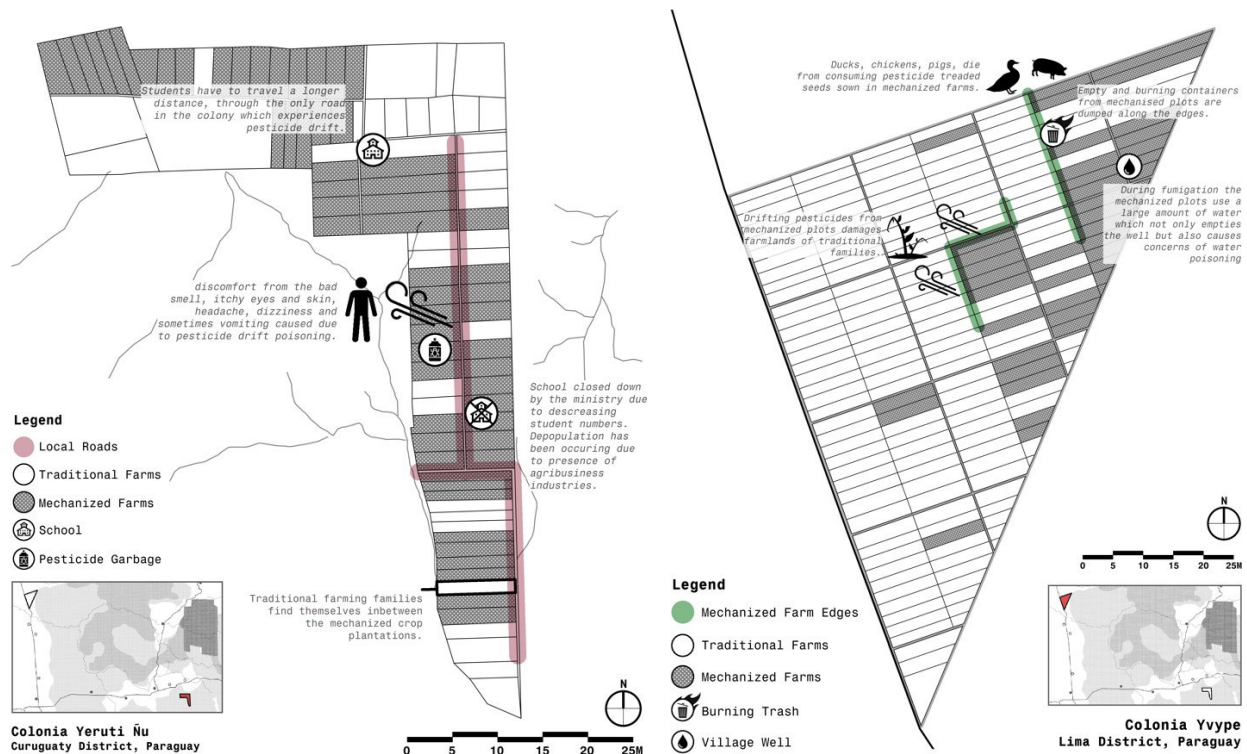 Students have to travel a longer
distance, through the only road
in the colony which experiences
pesticide drift.
discomfort from the bad
smell, itchy eyes and skin,
headache, dizziness and
sometimes vomiting caused due
to pesticide drift poisoning.
School closed down
by the ministry due
to descreasing
student numbers.
Depopulation has
been occuring due
to presence of
agribusiness
industries.
Legend
Local Roads
Traditional Farms
Mechanized Farms
School
Pesticide Garbage
Traditional farming families
find themselves inbetween
the mechanized crop
plantations.
Colonia Yeruti Ñu
Curuguaty District, Paraguay
N
0 5 10 15 20 25M
Ducks, chickens, pigs, die
from consuming pesticide treaded
seeds sown in mechanized farms.
Empty and burning containers
from mechanised plots are
dumped along the edges.
During fumigation the
mechanized plots use a
large amount of water
which not only empties
the well but also causes
concerns of water
poisoning
Drifting pesticides from
mechanized plots damages
farmlands of traditional
families.
N
0 5 10 15 20 25M
Legend
Mechanized Farm Edges
Traditional Farms
Mechanized Farms
Burning Trash
Village Well
Colonia Yvype
Lima District, Paraguay